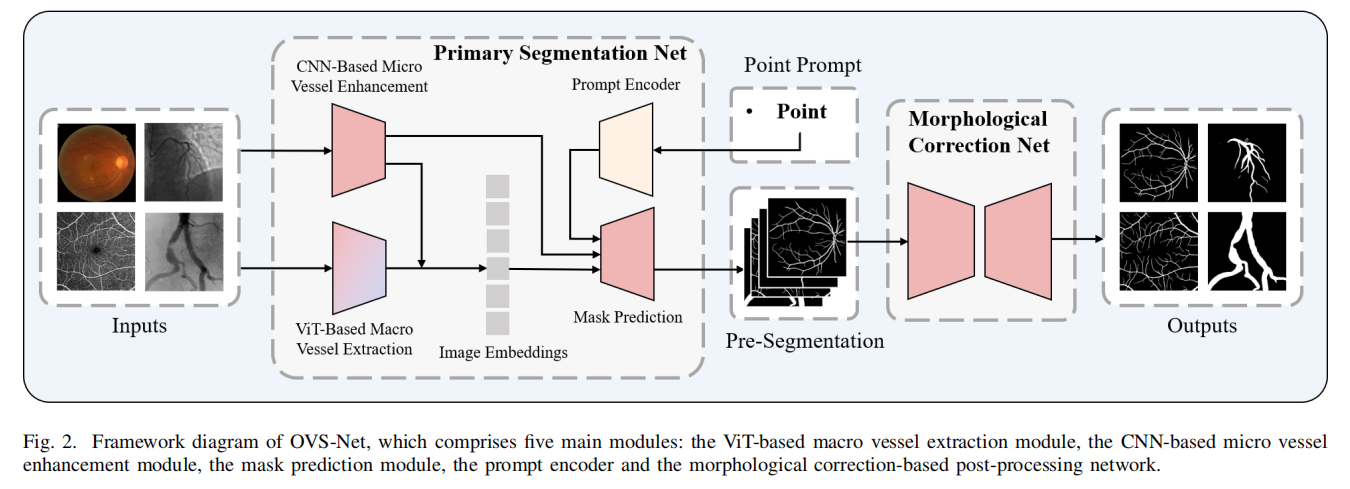 Primary Segmentation Net
CNN-Based Micro
Vessel Enhancement
Prompt Encoder
Point Prompt
• Point
Morphological
Correction Net
Inputs
ViT-Based Macro
Vessel Extraction
Image Embeddings
Mask Prediction
Pre-Segmentation
Outputs
Fig. 2. Framework diagram of OVS-Net, which comprises five main modules: the ViT-based macro vessel extraction module, the CNN-based micro vessel
enhancement module, the mask prediction module, the prompt encoder and the morphological correction-based post-processing network.